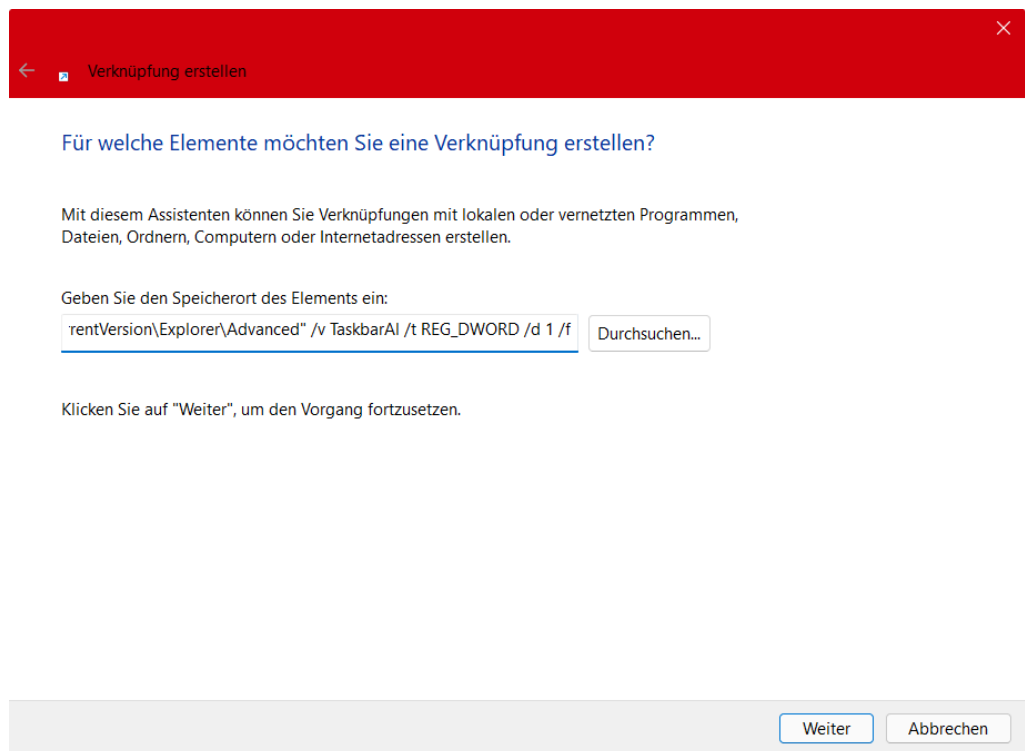 Verknüpfung erstellen
Für welche Elemente möchten Sie eine Verknüpfung erstellen?
Mit diesem Assistenten können Sie Verknüpfungen mit lokalen oder vernetzten Programmen,
Dateien, Ordnern, Computern oder Internetadressen erstellen.
Geben Sie den Speicherort des Elements ein:
rentVersion\Explorer\Advanced" /v TaskbarAl /t REG_DWORD /d 1 /f
Durchsuchen...
Klicken Sie auf "Weiter", um den Vorgang fortzusetzen.
Weiter
Abbrechen